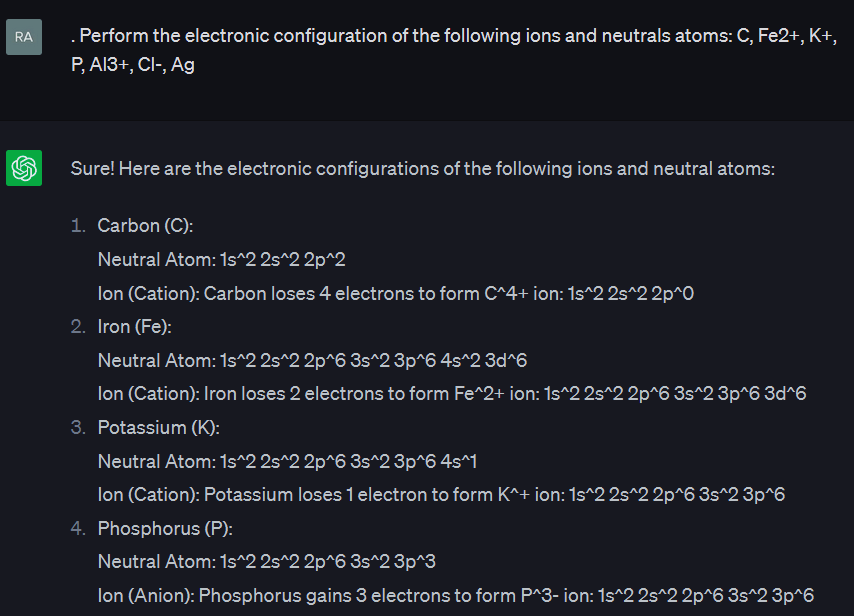 RA
. Perform the electronic configuration of the following ions and neutrals atoms: C, Fe2+, K+,
P, Al3+, Cl-, Ag
Sure! Here are the electronic configurations of the following ions and neutral atoms:
1. Carbon (C):
Neutral Atom: 1s^2 2s^2 2p^2
Ion (Cation): Carbon loses 4 electrons to form C^4+ ion: 1s^2 2s^2 2p^0
2. Iron (Fe):
Neutral Atom: 1s^2 2s^2 2p^6 3s^2 3p^6 4s^2 3d^6
Ion (Cation): Iron loses 2 electrons to form Fe^2+ ion: 1s^2 2s^2 2p^6 3s^2 3p^6 3d^6
3. Potassium (K):
Neutral Atom: 1s^2 2s^2 2p^6 3s^2 3p^6 4s^1
Ion (Cation): Potassium loses 1 electron to form K^+ ion: 1s^2 2s^2 2p^6 3s^2 3p^6
4. Phosphorus (P):
Neutral Atom: 1s^2 2s^2 2p^6 3s^2 3p^3
Ion (Anion): Phosphorus gains 3 electrons to form P^3- ion: 1s^2 2s^2 2p^6 3s^2 3p^6